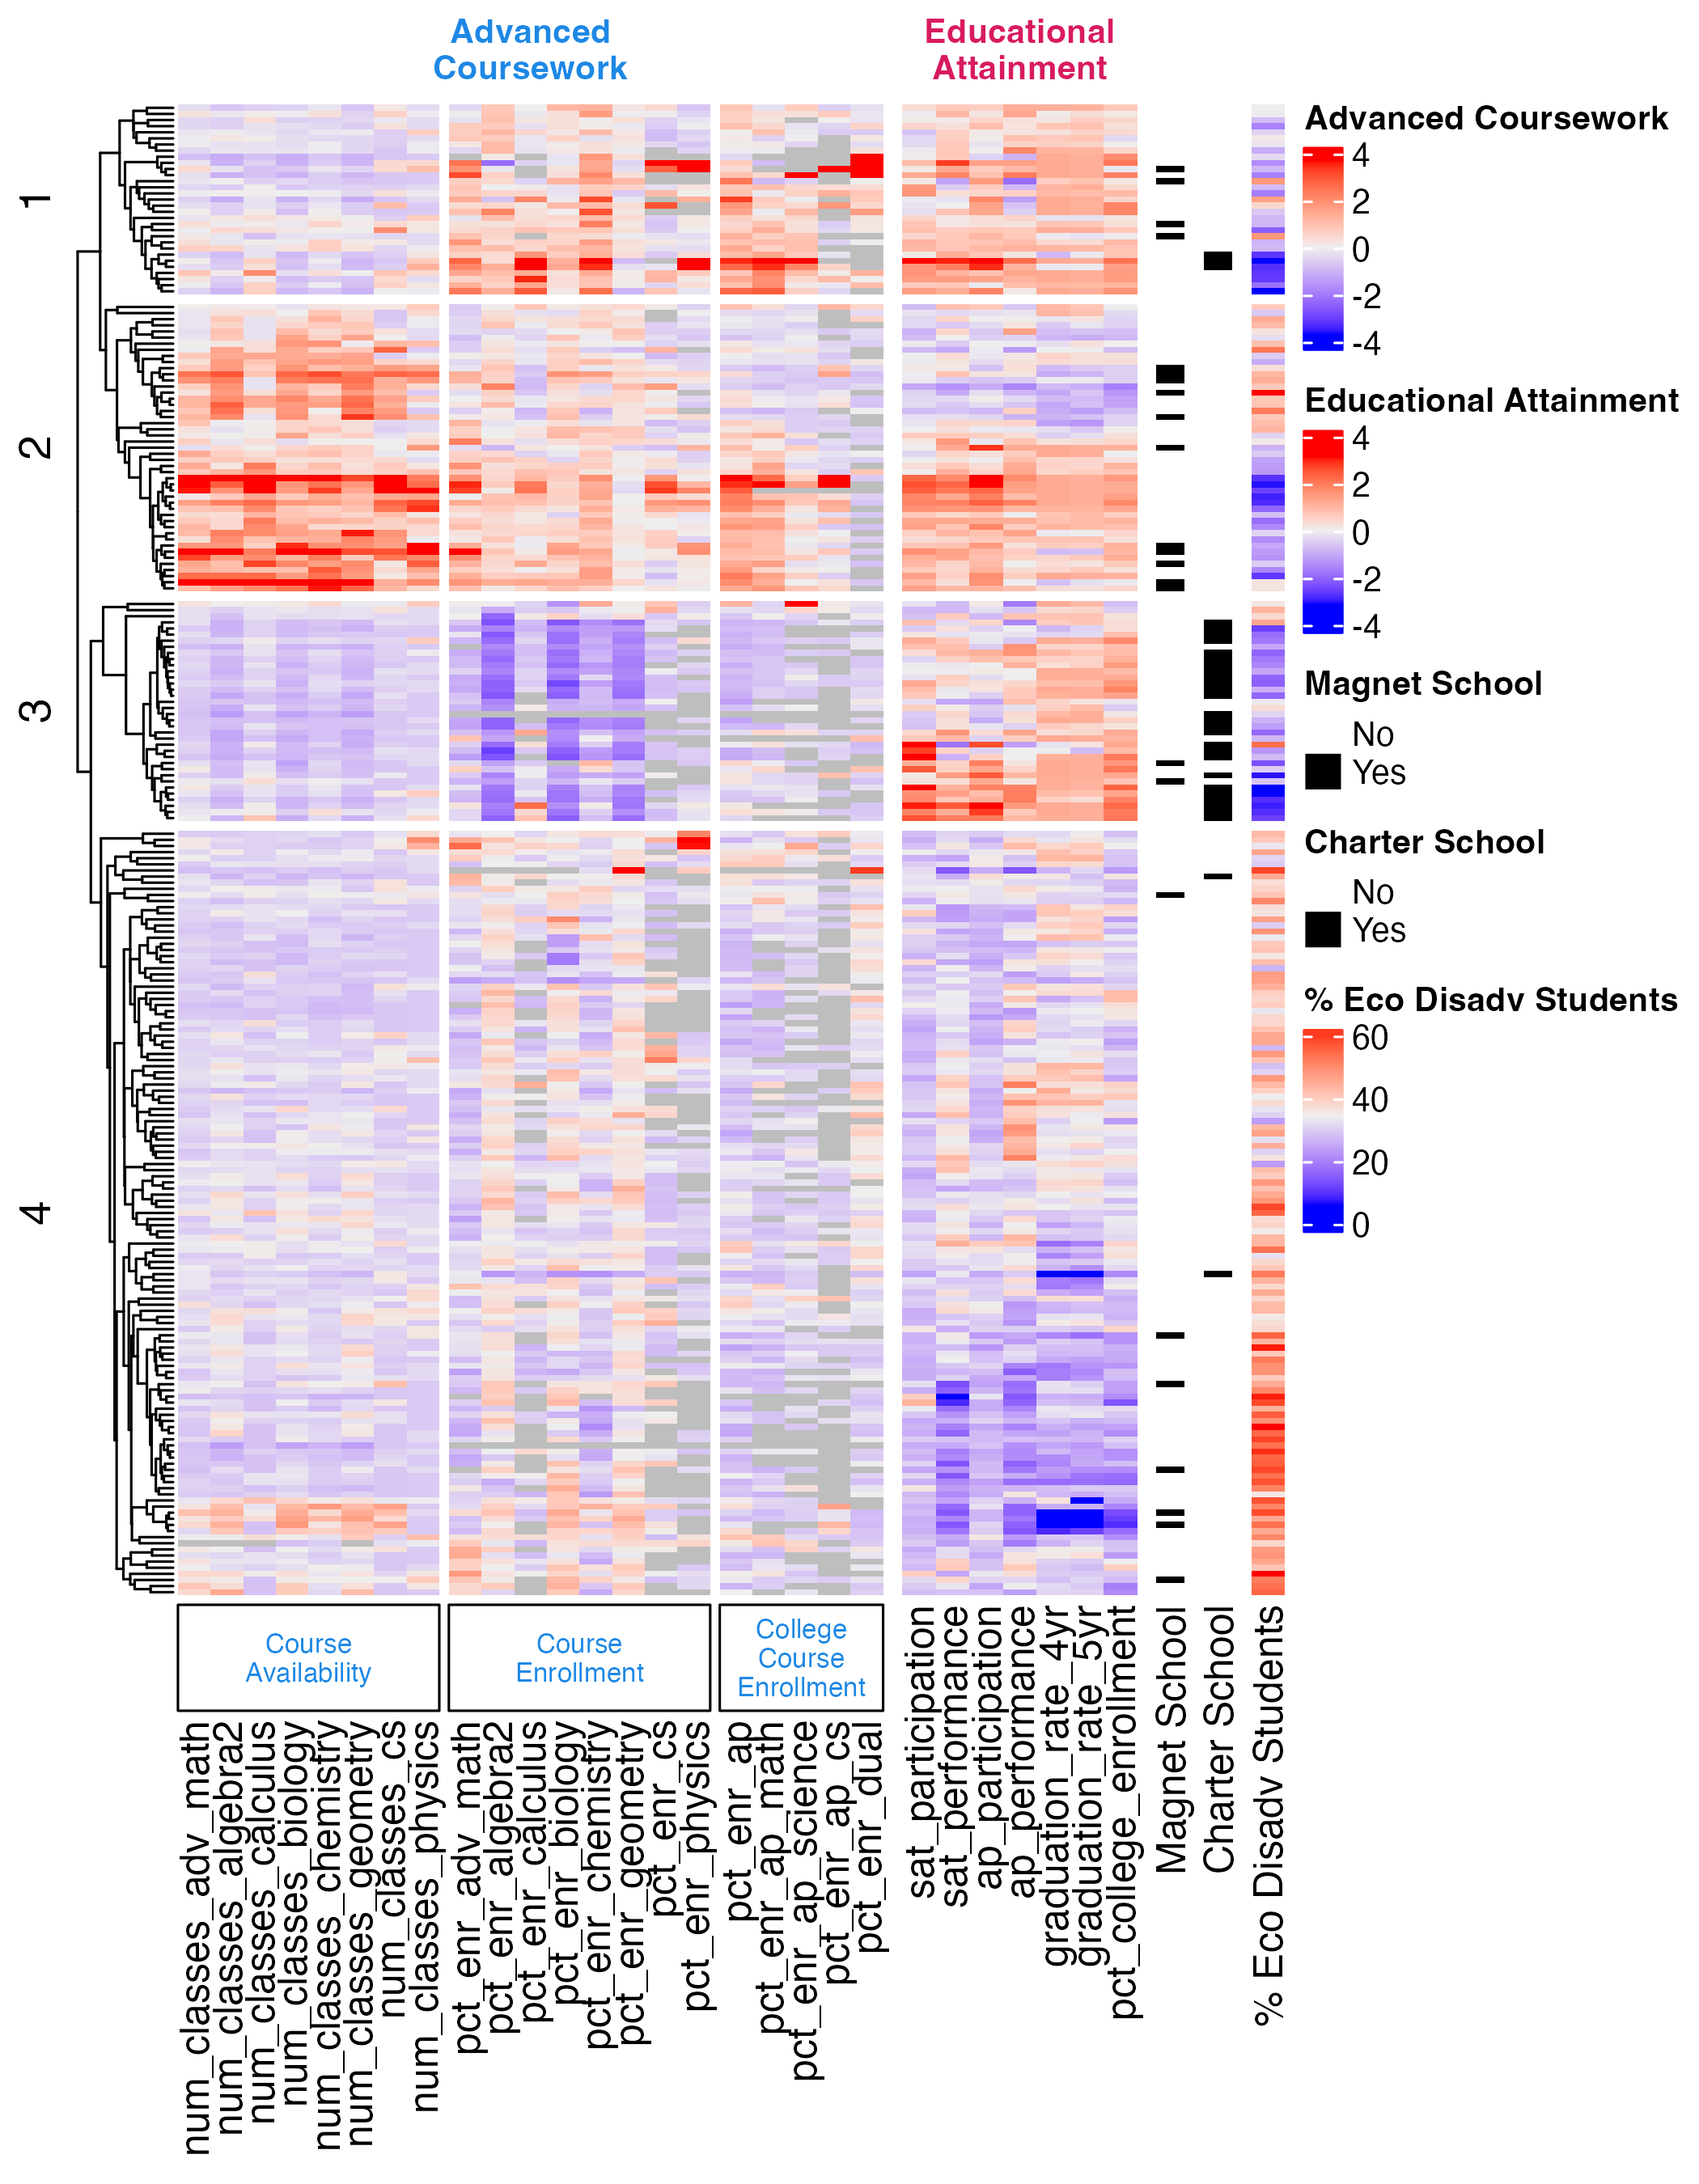 Advanced
Coursework
Educational
Attainment
1
2
3
4
Advanced Coursework
4
2
0
-2
-4
Educational Attainment
4
2
0
-2
-4
Magnet School
No
Yes
Charter School
No
Yes
% Eco Disadv Students
60
40
20
0
Course
Availability
Course
Enrollment
College
Course
Enrollment
num_classes_adv_math
num_classes_algebra2
num_classes_calculus
num_classes_biology
num_classes_chemistry
num_classes_geometry
num_classes_cs
num_classes_physics
pct_enr_adv_math
pct_enr_algebra2
pct_enr_calculus
pct_enr_biology
pct_enr_chemistry
pct_enr_geometry
pct_enr_cs
pct_enr_physics
pct_enr_ap
pct_enr_ap_math
pct_enr_ap_science
pct_enr_ap_cs
pct_enr_dual
sat_participation
sat_performance
ap_participation
ap_performance
graduation_rate_4yr
graduation_rate_5yr
pct_college_enrollment
Magnet School
Charter School
% Eco Disadv Students